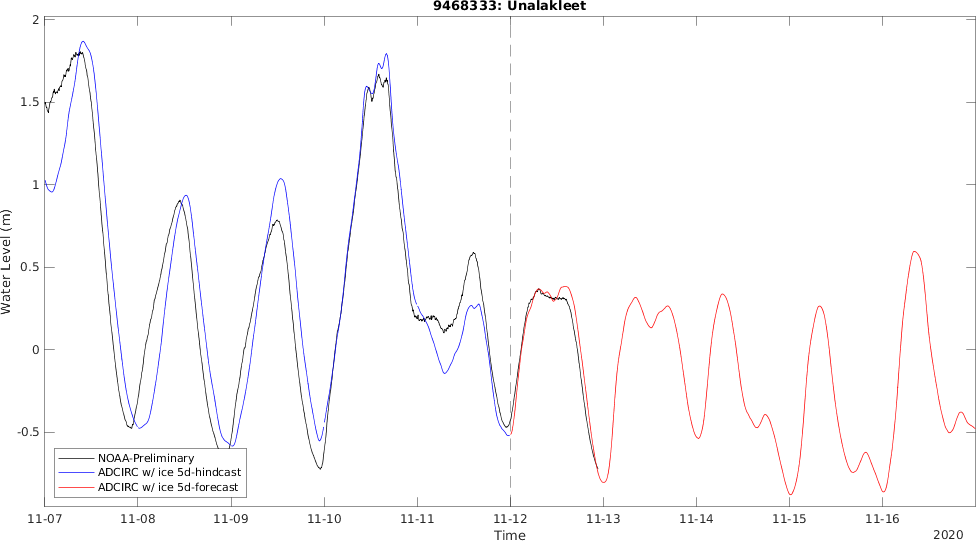 9468333: Unalakleet
2
1.5
1
0.5
0
-0.5
Water Level (m)
NOAA-Preliminary
ADCIRC w/ ice 5d-hindcast
ADCIRC w/ ice 5d-forecast
11-07 11-08 11-09 11-10 11-11 11-12 11-13 11-14 11-15 11-16
Time
2020